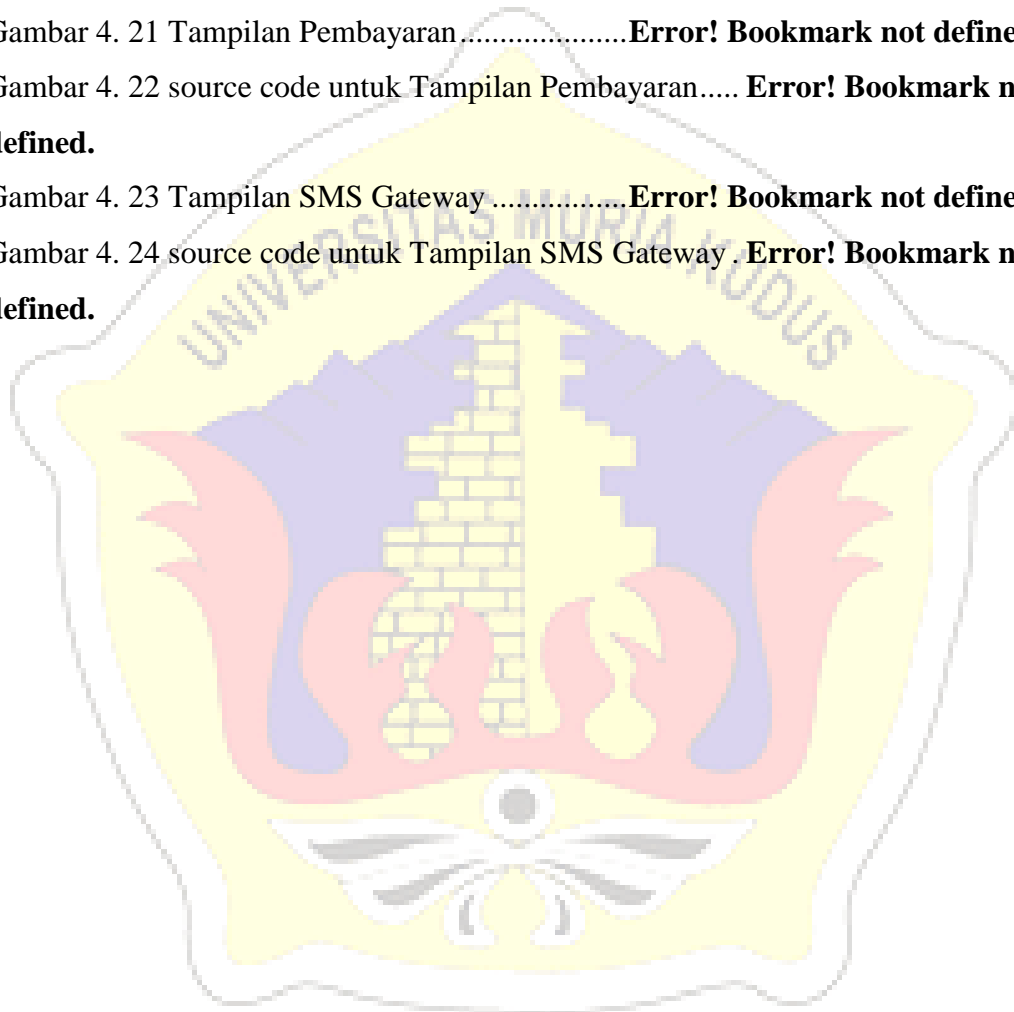 Gambar 4. 21 Tampilan Pembayaran.....................Error! Bookmark not define
Gambar 4. 22 source code untuk Tampilan Pembayaran..... Error! Bookmark n
defined.
Gambar 4. 23 Tampilan SMS Gateway .................Error! Bookmark not define
Gambar 4. 24 source code untuk Tampilan SMS Gateway . Error! Bookmark n
defined.
UNIVERSITAS MURIA KUDUS